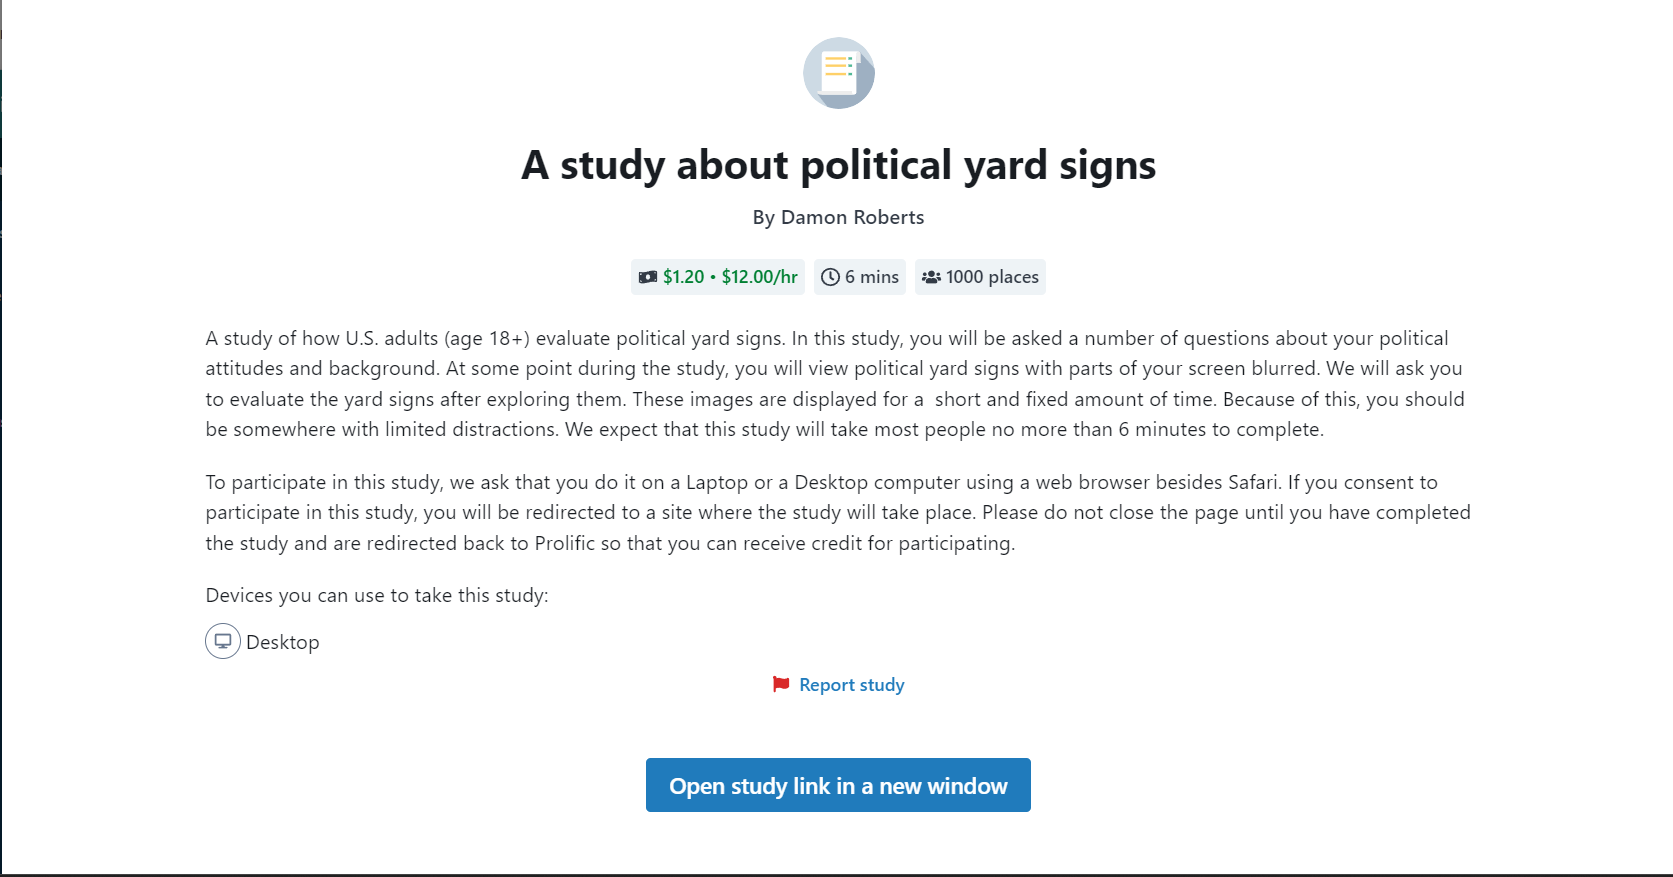 A study about political yard signs
By Damon Roberts
$1.20 • $12.00/hr 6 mins 1000 places
A study of how U.S. adults (age 18+) evaluate political yard signs. In this study, you will be asked a number of questions about your political
attitudes and background. At some point during the study, you will view political yard signs with parts of your screen blurred. We will ask you
to evaluate the yard signs after exploring them. These images are displayed for a  short and fixed amount of time. Because of this, you should
be somewhere with limited distractions. We expect that this study will take most people no more than 6 minutes to complete.
To participate in this study, we ask that you do it on a Laptop or a Desktop computer using a web browser besides Safari. If you consent to
participate in this study, you will be redirected to a site where the study will take place. Please do not close the page until you have completed
the study and are redirected back to Prolific so that you can receive credit for participating.
Devices you can use to take this study:
Desktop
Report study
Open study link in a new window